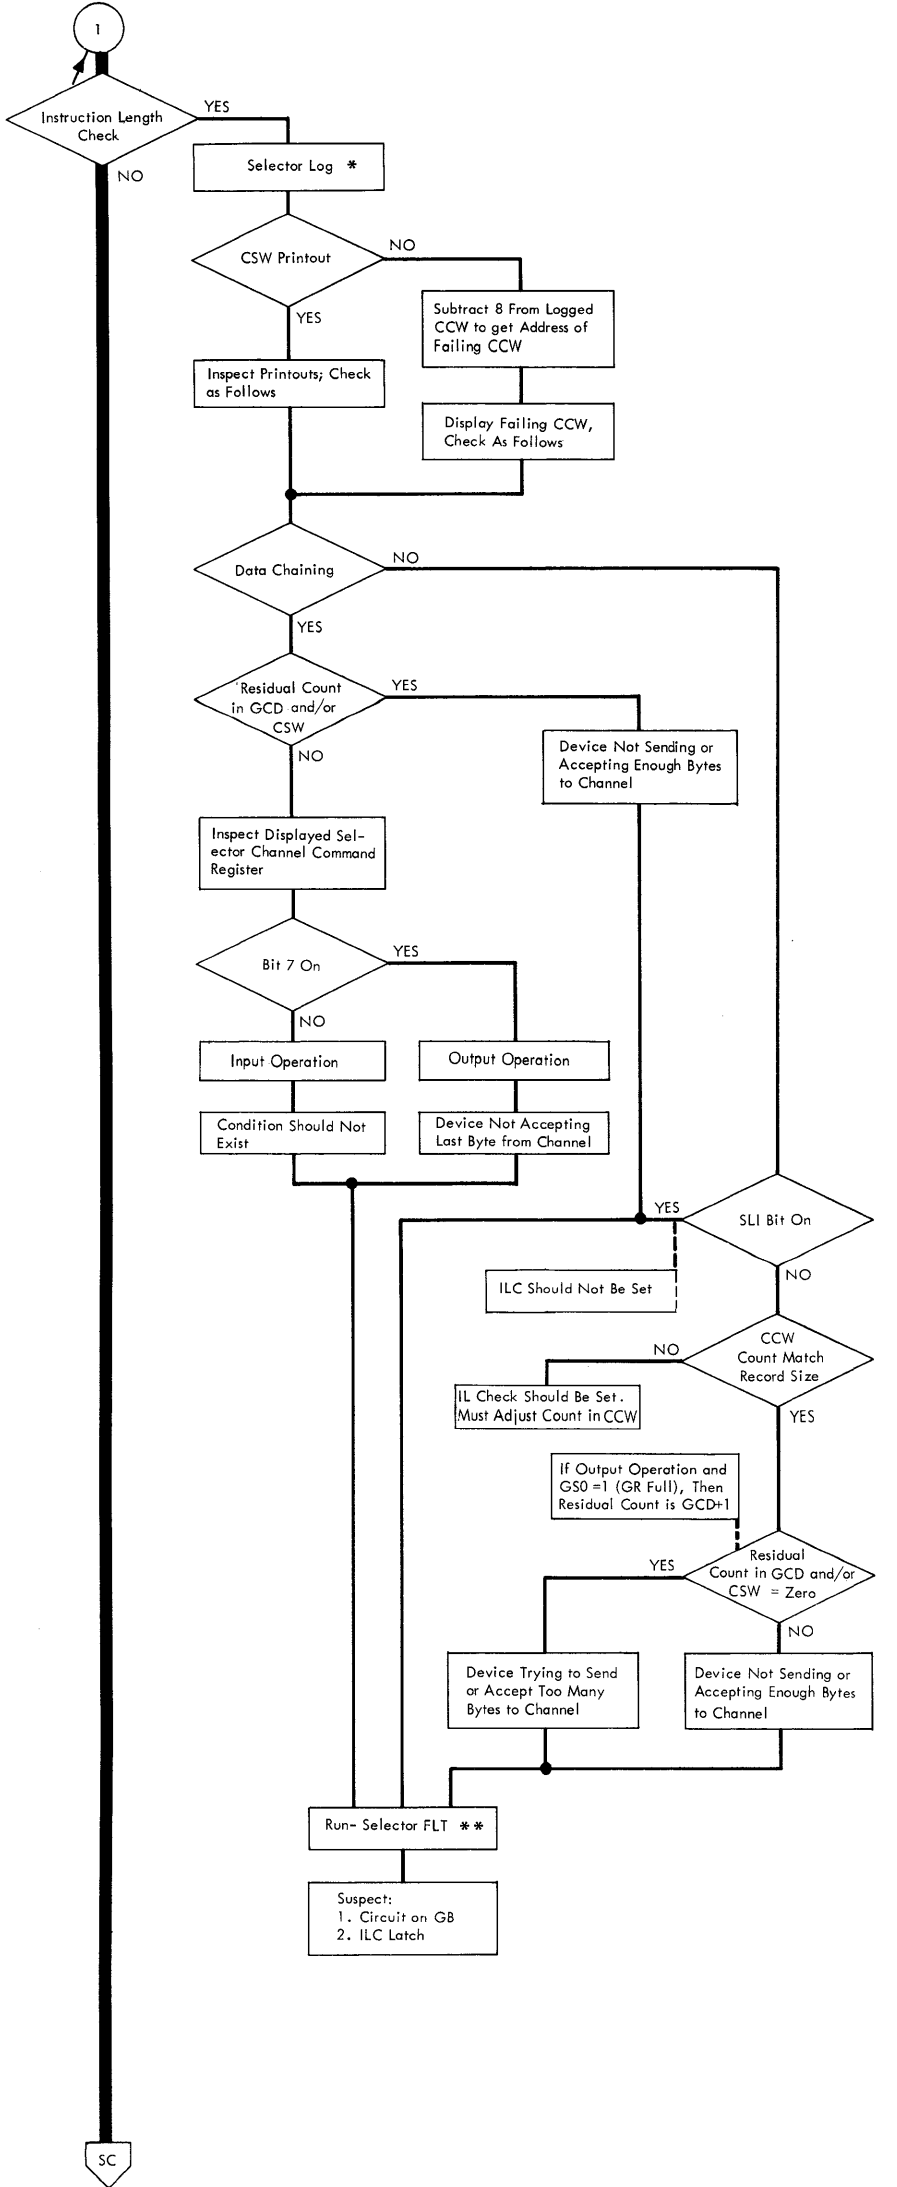 1
Instruction Length
Check
YES
NO
Selector Log *
CSW Printout
NO
YES
Subtract 8 From Logged
CCW to get Address of
Failing CCW
Inspect Printouts; Check
as Follows
Display Failing CCW,
Check As Follows
Data Chaining
NO
YES
Residual Count
in GCD and/or
CSW
YES
NO
Device Not Sending or
Accepting Enough Bytes
to Channel
Inspect Displayed Sel-
ector Channel Command
Register
Bit 7 On
YES
NO
Input Operation
Output Operation
Condition Should Not
Exist
Device Not Accepting
Last Byte from Channel
YES
SLI Bit On
NO
ILC Should Not Be Set
CCW
Count Match
Record Size
NO
YES
IL Check Should Be Set.
Must Adjust Count in CCW
If Output Operation and
GS0 =1 (GR Full), Then
Residual Count is GCD+1
Residual
Count in GCD and/or
CSW = Zero
YES
NO
Device Trying to Send
or Accept Too Many
Bytes to Channel
Device Not Sending or
Accepting Enough Bytes
to Channel
Run- Selector FLT **
Suspect:
1. Circuit on GB
2. ILC Latch
SC